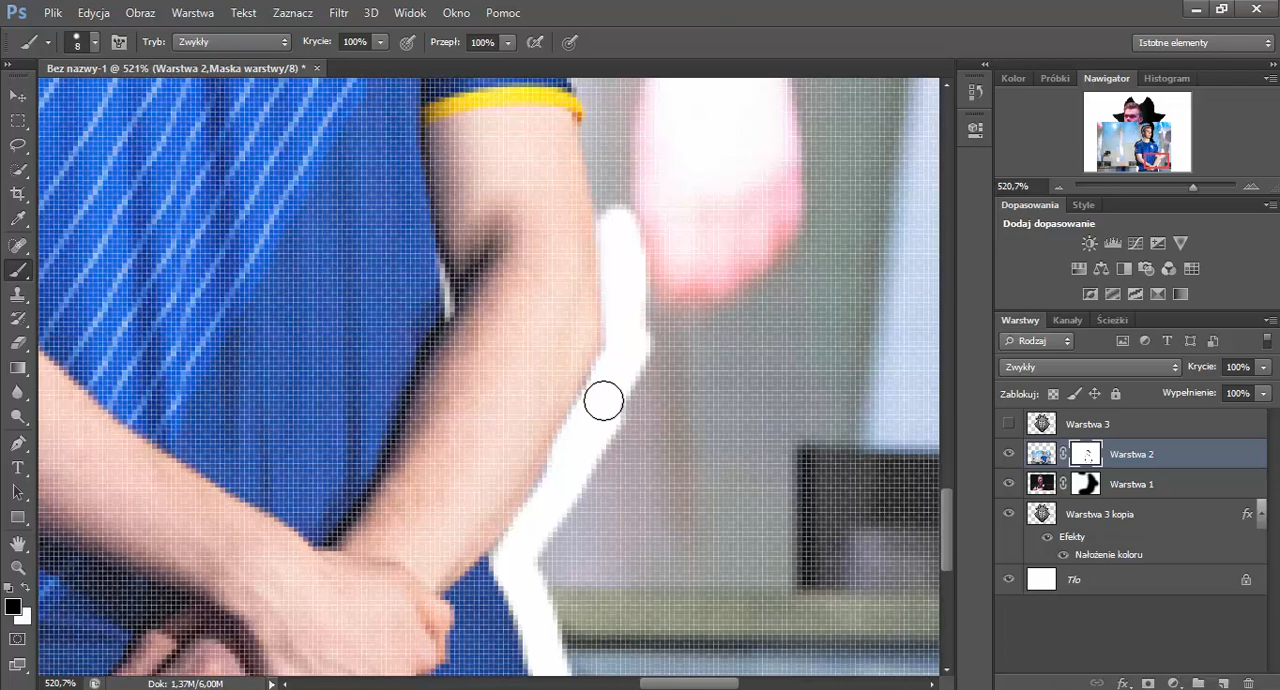 Ps Plik Edycja Obraz Warstwa Tekst Zaznacz Filtr 3D Widok Okno Pomoc
8 Tryb: Zwykły Krycie: 100% Przepł: 100% Istotne elementy
Bez nazwy-1 @ 521% (Warstwa 2,Maska warstwy/8) * ×
Kolor Próbki Nawigator Histogram
520,7%
Dopasowania Style
Dodaj dopasowanie
Warstwy Kanały Ścieżki
Rodzaj
Zwykły Krycie: 100%
Zablokuj: Wypełnienie: 100%
Warstwa 3
Warstwa 2
Warstwa 1
Warstwa 3 kopia fx
Efekty
Nałożenie koloru
Tło
520,7% Dok: 1,37M/6,00M
fx